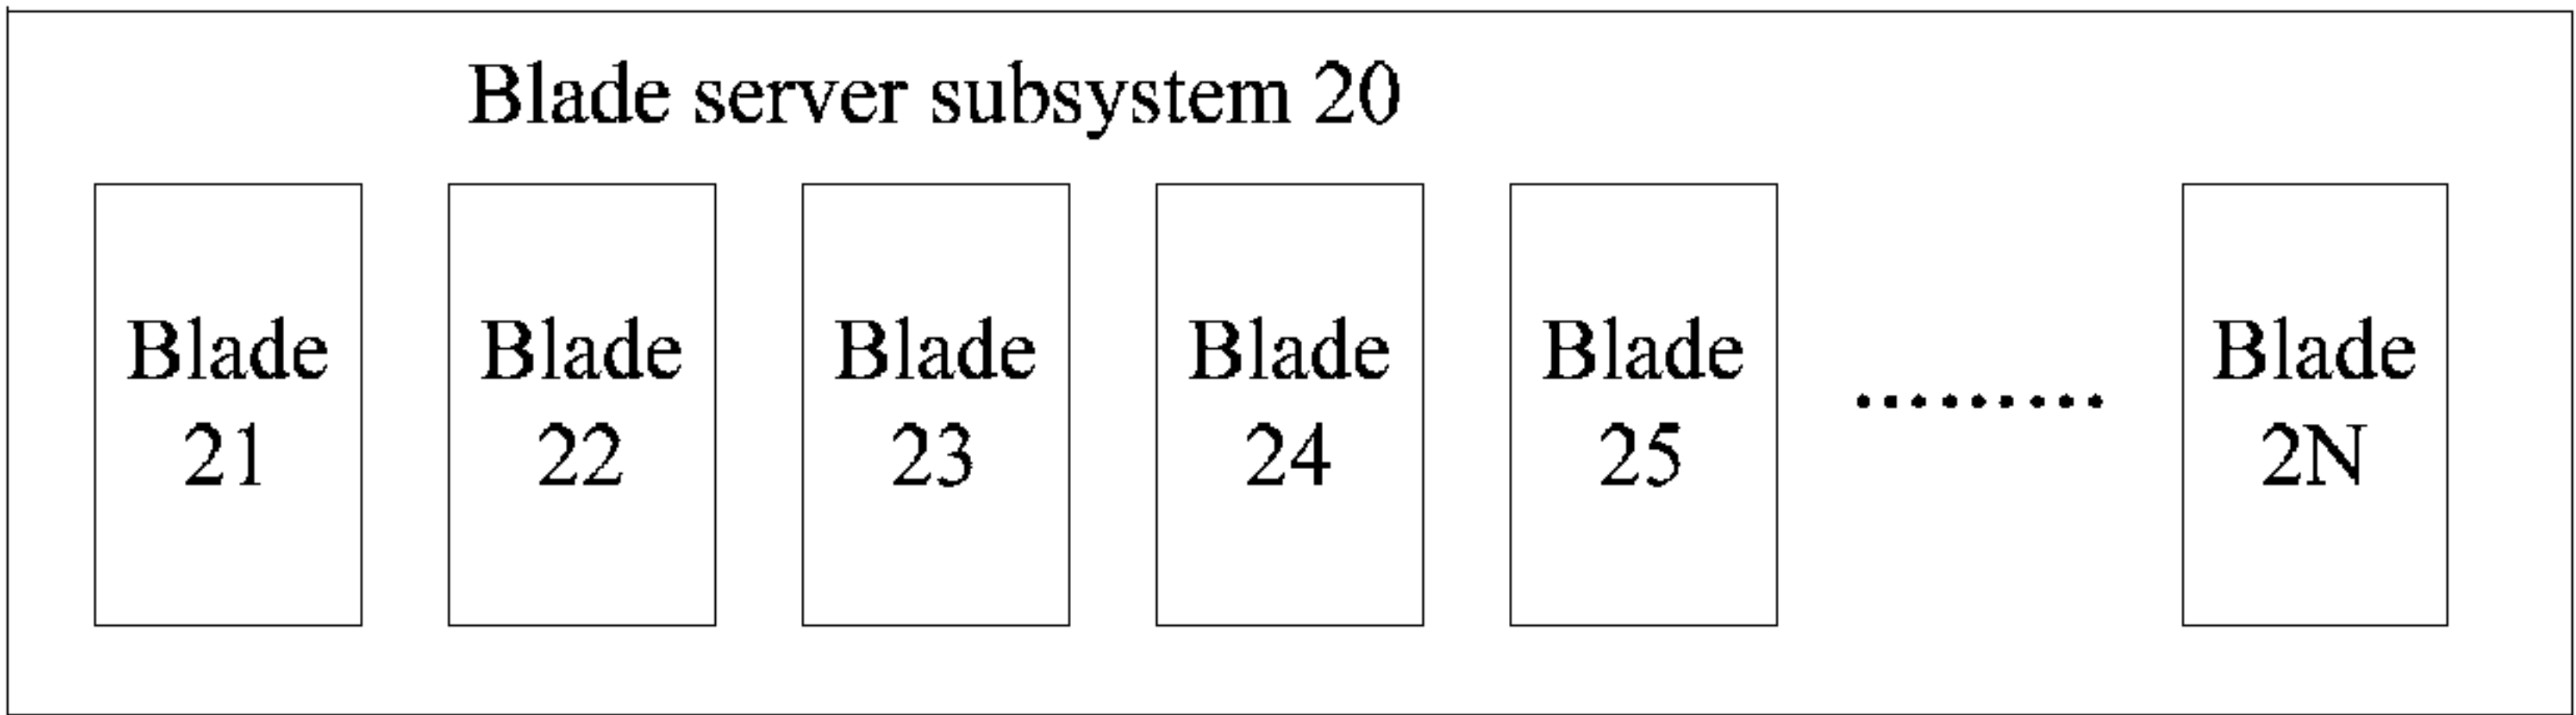 Blade server subsystem 20
Blade
21
Blade
22
Blade
23
Blade
24
Blade
25
.........
Blade
2N